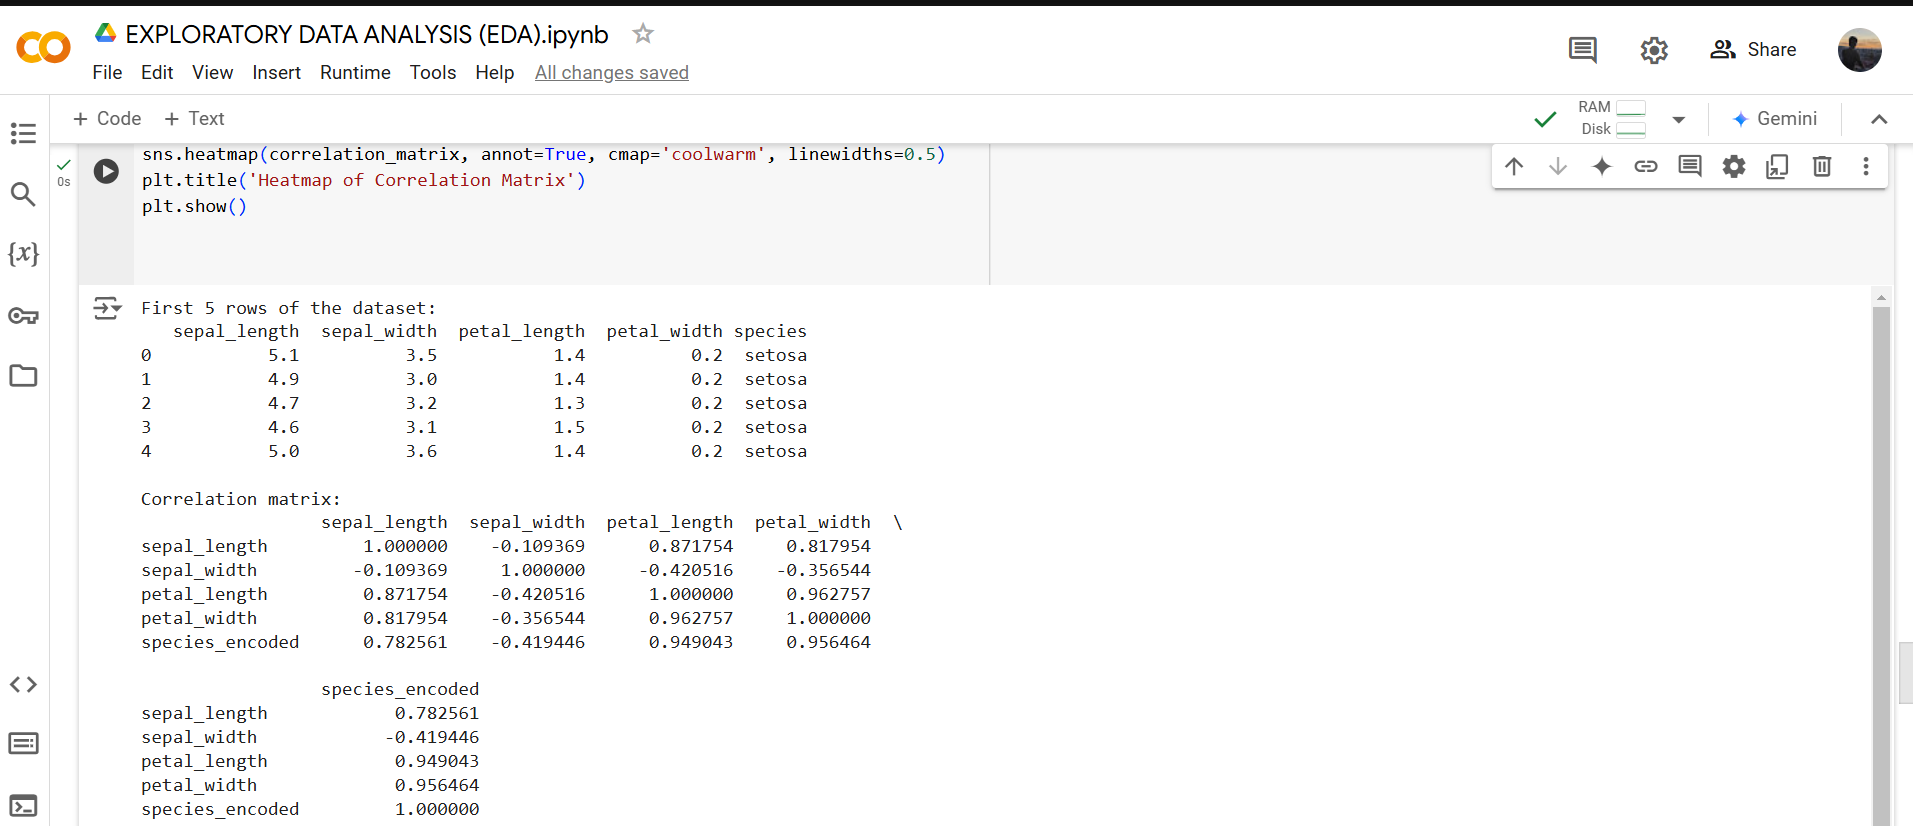 EXPLORATORY DATA ANALYSIS (EDA).ipynb
File Edit View Insert Runtime Tools Help All changes saved
Share
+ Code + Text
RAM
Disk
Gemini
0s
sns.heatmap(correlation_matrix, annot=True, cmap='coolwarm', linewidths=0.5)
plt.title('Heatmap of Correlation Matrix')
plt.show()
{x}
First 5 rows of the dataset:
sepal_length sepal_width petal_length petal_width species
0 5.1 3.5 1.4 0.2 setosa
1 4.9 3.0 1.4 0.2 setosa
2 4.7 3.2 1.3 0.2 setosa
3 4.6 3.1 1.5 0.2 setosa
4 5.0 3.6 1.4 0.2 setosa
Correlation matrix:
sepal_length sepal_width petal_length petal_width \
sepal_length 1.000000 -0.109369 0.871754 0.817954
sepal_width -0.109369 1.000000 -0.420516 -0.356544
petal_length 0.871754 -0.420516 1.000000 0.962757
petal_width 0.817954 -0.356544 0.962757 1.000000
species_encoded 0.782561 -0.419446 0.949043 0.956464
species_encoded
sepal_length 0.782561
sepal_width -0.419446
petal_length 0.949043
petal_width 0.956464
species_encoded 1.000000